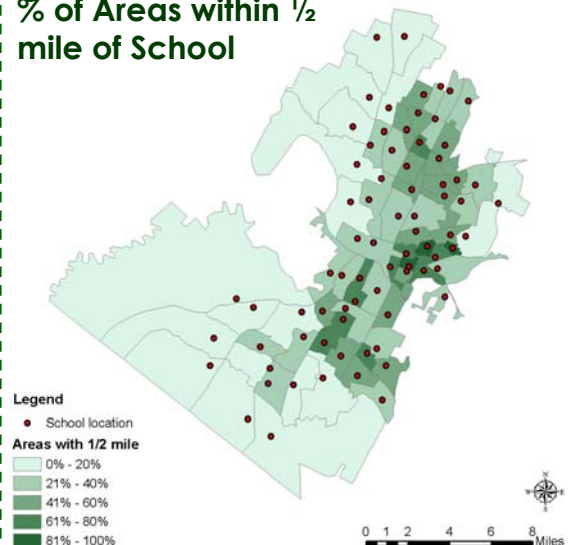 % of Areas within ½
mile of School
Legend
School location
Areas with 1/2 mile
0% - 20%
21% - 40%
41% - 60%
61% - 80%
81% - 100%
N
W E
S
0 1 2 4 6 8
Miles